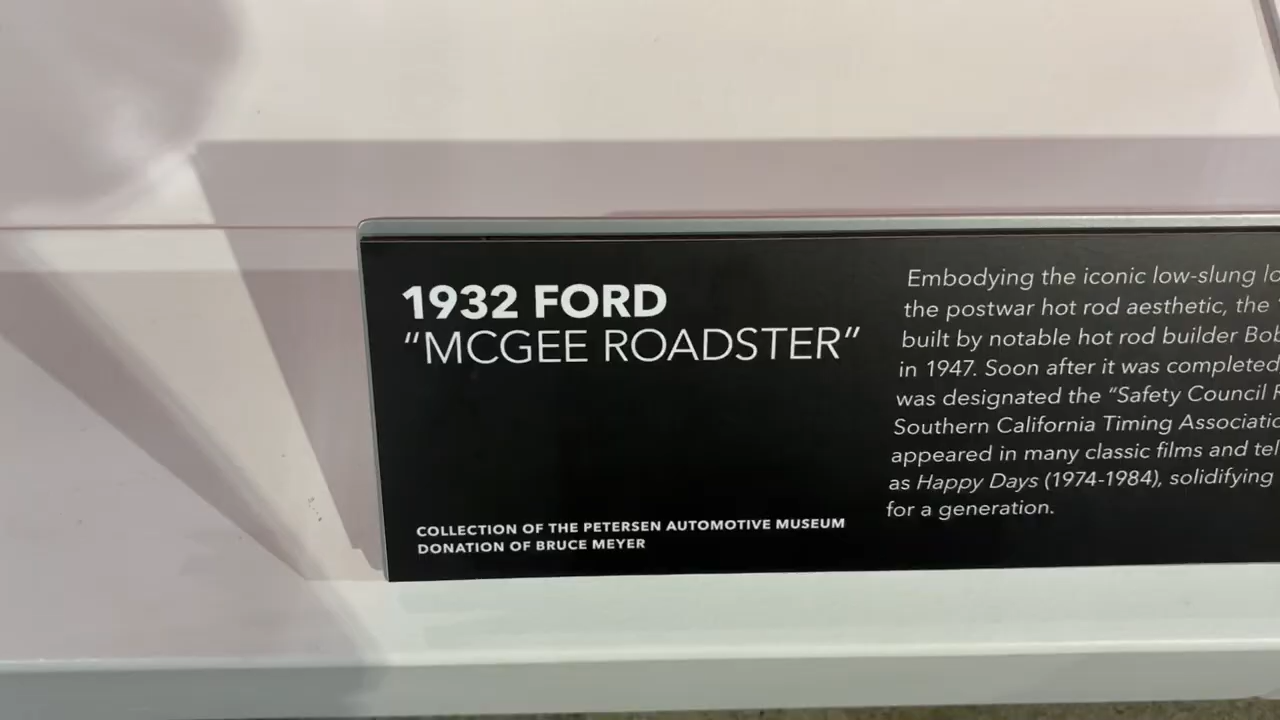 1932 FORD
“MCGEE ROADSTER“
COLLECTION OF THE PETERSEN AUTOMOTIVE MUSEUM
DONATION OF BRUCE MEYER
Embodying the iconic low-slung
the postwar hot rod aesthetic, the
built by notable hot rod builder Bob
in 1947. Soon after it was completed,
was designated the “Safety Council
Southern California Timing
appeared in many classic films and
as Happy Days (1974-1984), solidifying
for a generation.